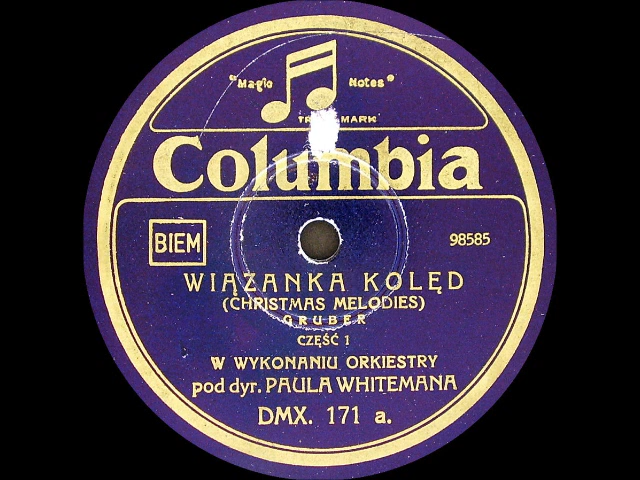 "Magic Notes"
TRADE MARK
Columbia
BIEM
98585
WIĄZANKA KOLĘD
(CHRISTMAS MELODIES)
GRUBER
CZĘŚĆ 1
W WYKONANIU ORKIESTRY
pod dyr. PAULA WHITEMANA
DMX. 171 a.